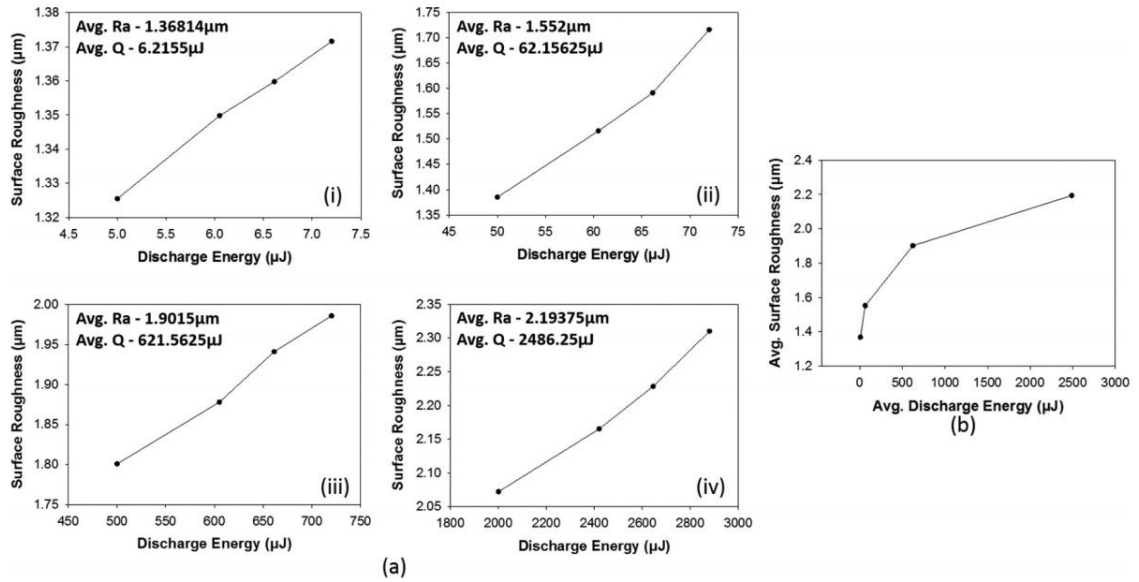 Avg. Ra - 1.36814µm
Avg. Q - 6.2155µJ
Surface Roughness (µm)
1.38
1.37
1.36
1.35
1.34
1.33
1.32
4.5 5.0 5.5 6.0 6.5 7.0 7.5
Discharge Energy (µJ)
(i)
Avg. Ra - 1.552µm
Avg. Q - 62.15625µJ
Surface Roughness (µm)
1.75
1.70
1.65
1.60
1.55
1.50
1.45
1.40
1.35
45 50 55 60 65 70 75
Discharge Energy (µJ)
(ii)
Avg. Ra - 1.9015µm
Avg. Q - 621.5625µJ
Surface Roughness (µm)
2.00
1.95
1.90
1.85
1.80
1.75
450 500 550 600 650 700 750
Discharge Energy (µJ)
(iii)
Avg. Ra - 2.19375µm
Avg. Q - 2486.25µJ
Surface Roughness (µm)
2.35
2.30
2.25
2.20
2.15
2.10
2.05
1800 2000 2200 2400 2600 2800 3000
Discharge Energy (µJ)
(iv)
(a)
Avg. Surface Roughness (µm)
2.4
2.2
2.0
1.8
1.6
1.4
1.2
0 500 1000 1500 2000 2500 3000
Avg. Discharge Energy (µJ)
(b)